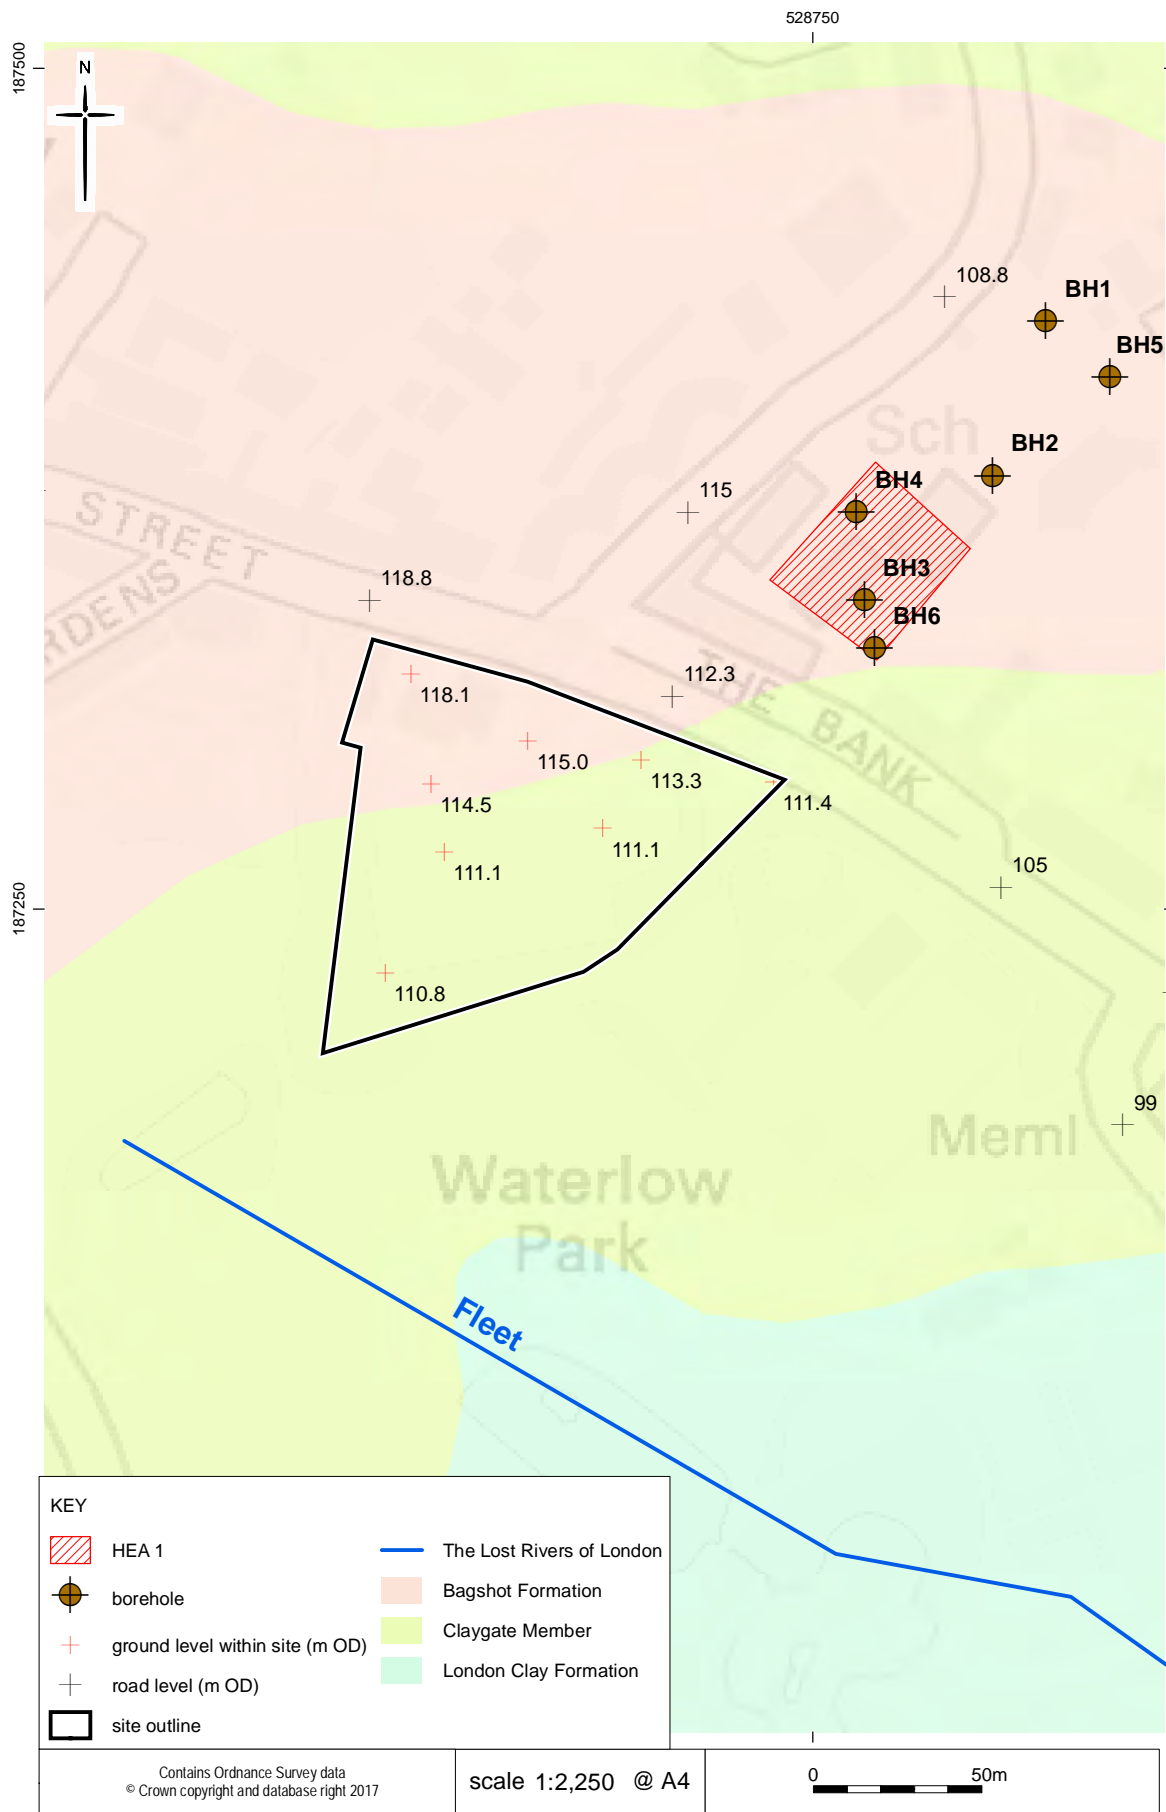 528750
187500
N
108.8
BH1
BH5
Sch
BH2
BH4
115
STREET
BH3
118.8
RDENS
BH6
THE BANK
112.3
118.1
115.0
113.3
114.5
111.4
111.1
111.1
105
187250
110.8
99
Meml
Waterlow
Park
Fleet
KEY
HEA 1
borehole
ground level within site (m OD)
road level (m OD)
site outline
The Lost Rivers of London
Bagshot Formation
Claygate Member
London Clay Formation
Contains Ordnance Survey data
© Crown copyright and database right 2017
scale 1:2,250 @ A4
0 50m